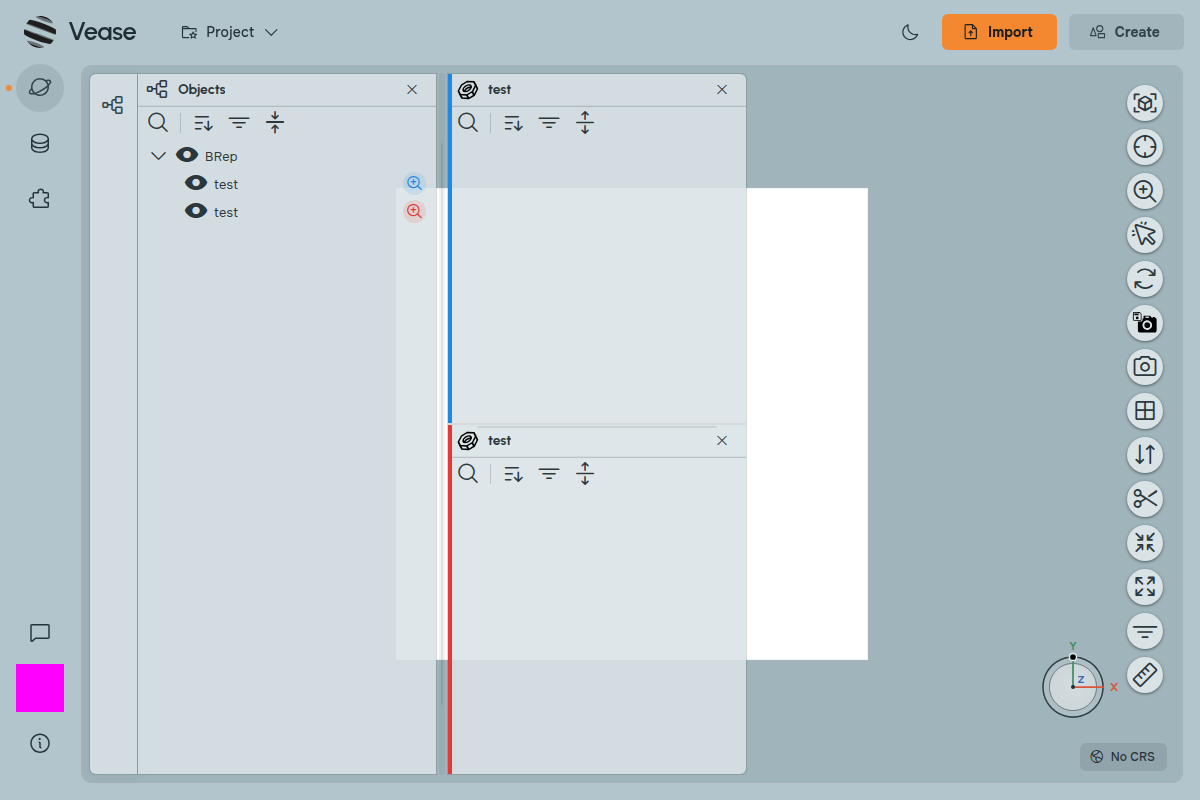 Vease
Project
Import
Create
Objects
test
BRep
test
test
test
Y
Z
X
No CRS